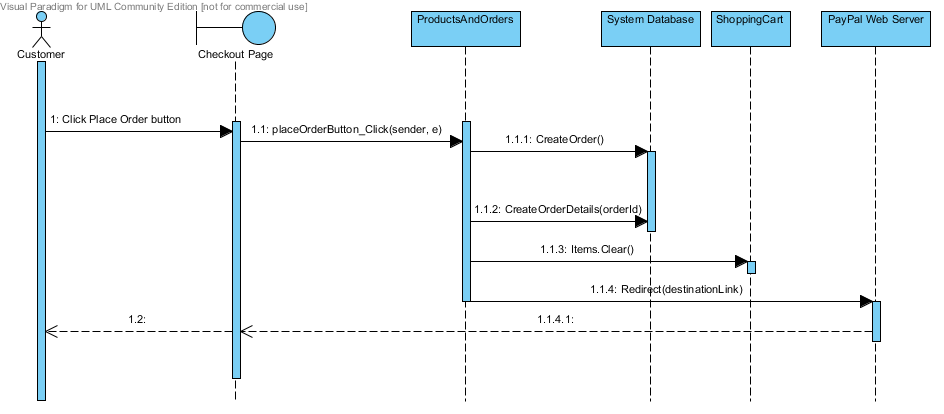 Visual Paradigm for UML Community Edition [not for commercial use]
Customer
Checkout Page
ProductsAndOrders
System Database
ShoppingCart
PayPal Web Server
1: Click Place Order button
1.1: placeOrderButton_Click(sender, e)
1.1.1: CreateOrder()
1.1.2: CreateOrderDetails(orderId)
1.1.3: Items.Clear()
1.1.4: Redirect(destinationLink)
1.2:
1.1.4.1: